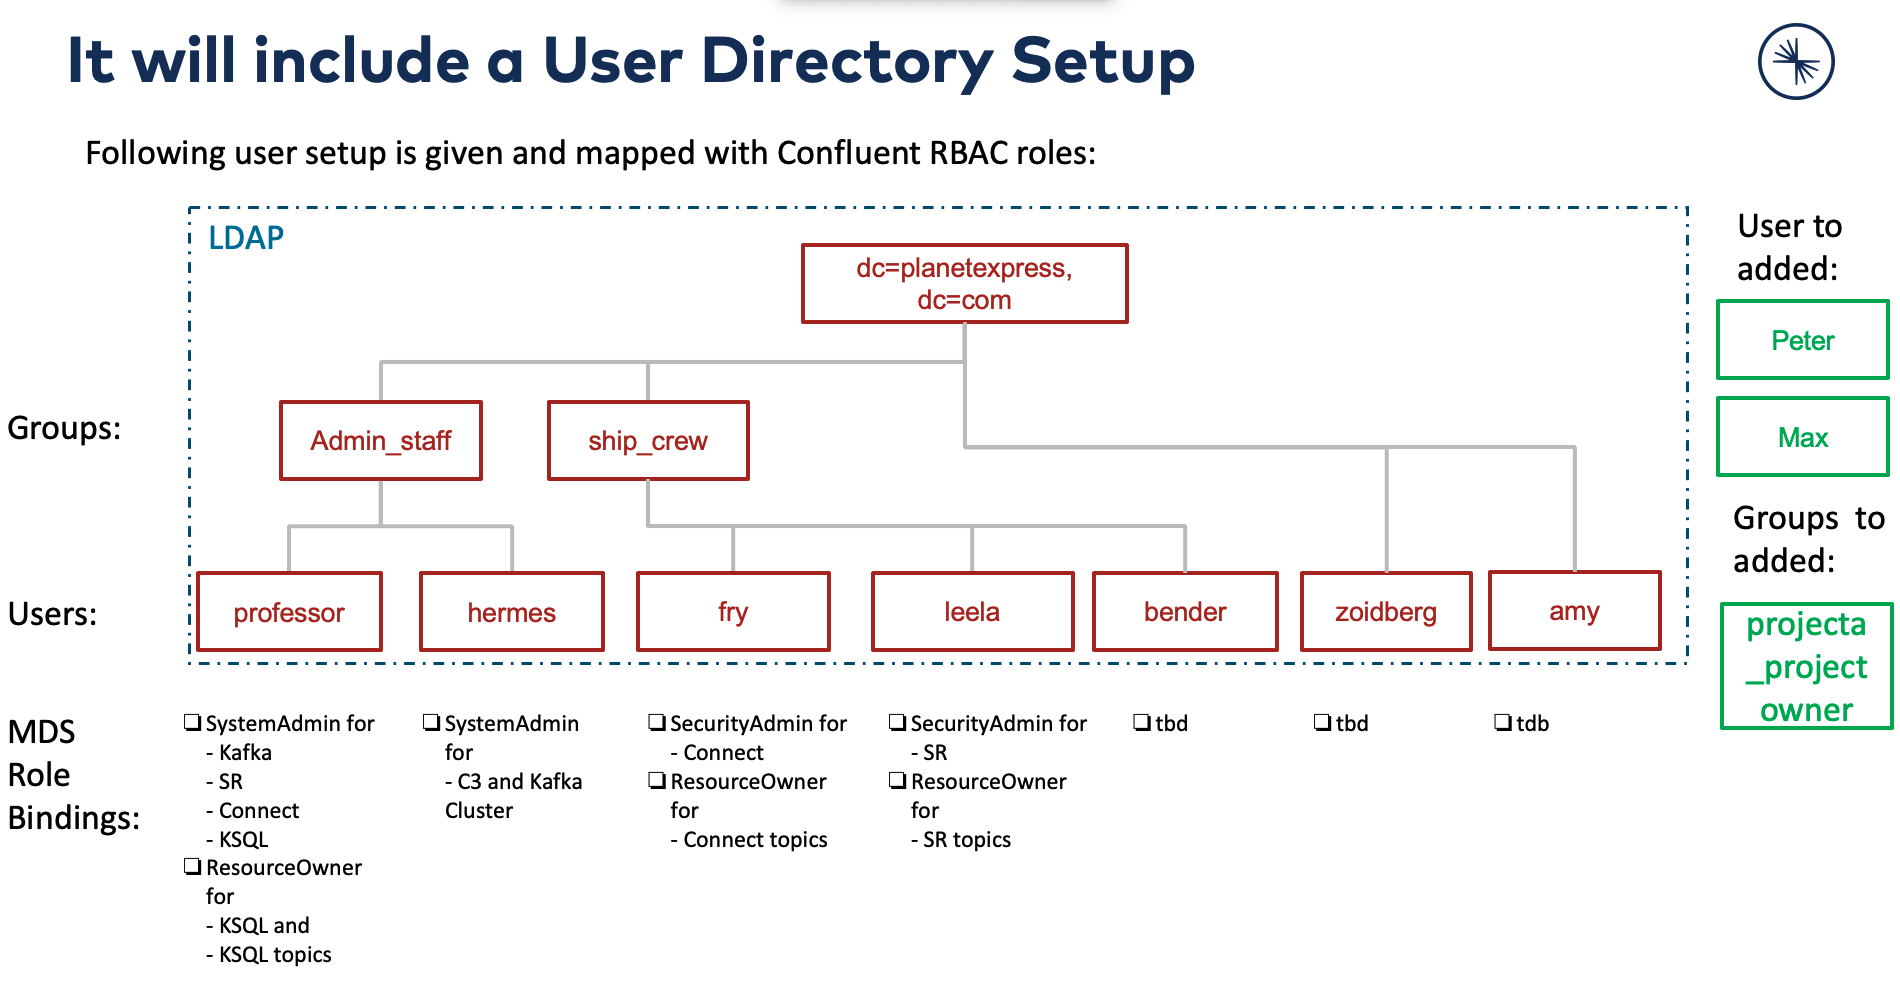 It will include a User Directory Setup
Following user setup is given and mapped with Confluent RBAC roles:
LDAP
dc=planetexpress,
dc=com
Groups:
Admin_staff
ship_crew
Users:
professor
hermes
fry
leela
bender
zoidberg
amy
MDS
Role
Bindings:
❏ SystemAdmin for
- Kafka
- SR
- Connect
- KSQL
❏ ResourceOwner
for
- KSQL and
- KSQL topics
❏ SystemAdmin
for
- C3 and Kafka
Cluster
❏ SecurityAdmin for
- Connect
❏ ResourceOwner
for
- Connect topics
❏ SecurityAdmin for
- SR
❏ ResourceOwner
for
- SR topics
❏ tbd
❏ tbd
❏ tdb
User to
added:
Peter
Max
Groups to
added:
projecta
_project
owner